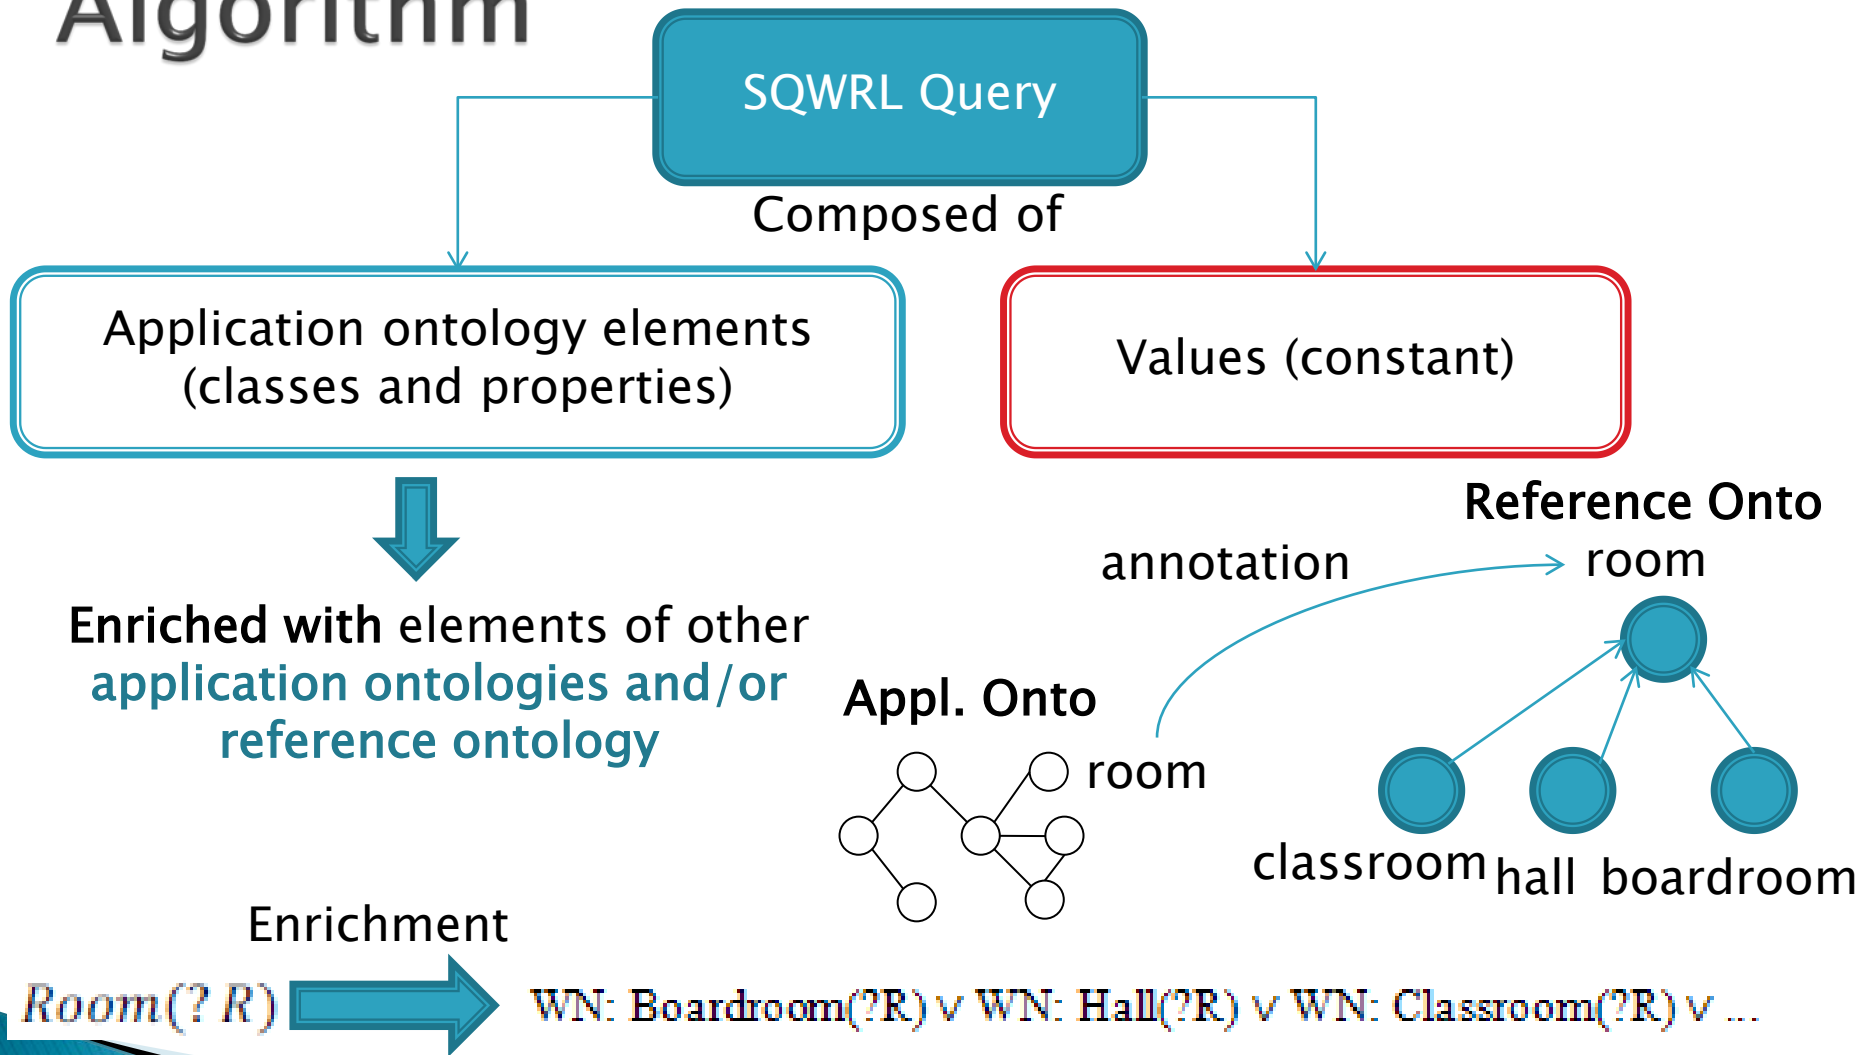 Algorithm
SQWRL Query
Composed of
Application ontology elements
(classes and properties)
Values (constant)
Enriched with elements of other
application ontologies and/or
reference ontology
Reference Onto
annotation
room
Appl. Onto
room
classroom
hall
boardroom
Enrichment
Room(? R)
WN: Boardroom(?R) ∨ WN: Hall(?R) ∨ WN: Classroom(?R) ∨ ...